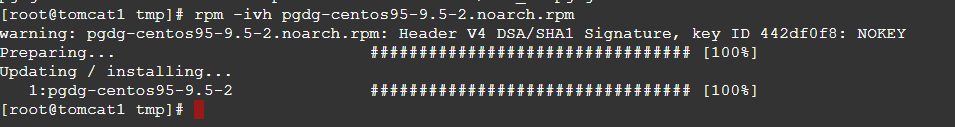 [root@tomcat1 tmp]# rpm -ivh pgdg-centos95-9.5-2.noarch.rpm
warning: pgdg-centos95-9.5-2.noarch.rpm: Header V4 DSA/SHA1 Signature, key ID 442df0f8: NOKEY
Preparing... ################################# [100%]
Updating / installing...
1:pgdg-centos95-9.5-2 ################################# [100%]
[root@tomcat1 tmp]#